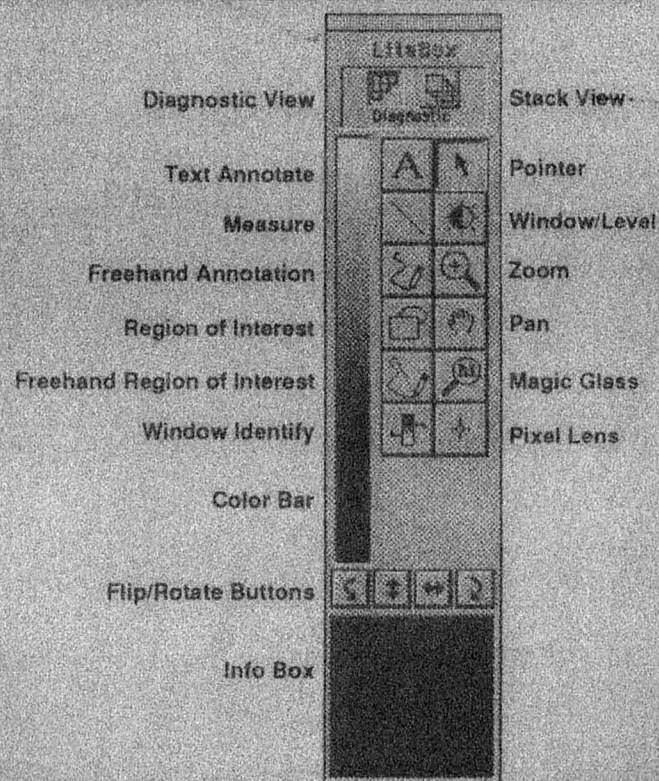 LiteBox
Diagnostic View
Stack View
Diagnostic
Text Annotate
A
Pointer
Measure
Window/Level
Freehand Annotation
Zoom
Region of Interest
Pan
Freehand Region of Interest
Magic Glass
Window Identify
Pixel Lens
Color Bar
Flip/Rotate Buttons
Info Box